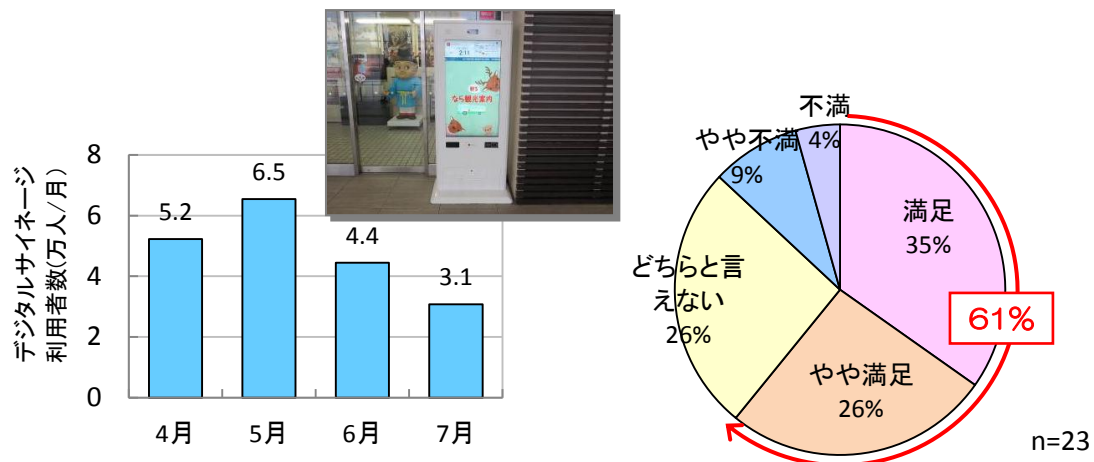 デジタルサイネージ
利用者数(万人/月)
8
6
4
2
0
5.2
6.5
4.4
3.1
4月
5月
6月
7月
なら観光案内
不満
4%
やや不満
9%
どちらと言
えない
26%
満足
35%
やや満足
26%
61%
n=23